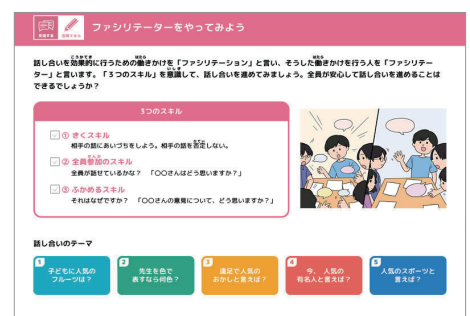 ファシリテーターをやってみよう
話し合いを効果的に行うための働きかけを「ファシリテーション」と言い、そうした働きかけを行う人を「ファシリテー
ター」と言います。「3つのスキル」を意識して、話し合いを進めてみましょう。全員が安心して話し合いを進めることは
できるでしょうか？
3つのスキル
① きくスキル
相手の話にあいづちをしよう。相手の話を否定しない。
② 全員参加のスキル
全員が話せているかな？ 「〇〇さんはどう思いますか？」
③ ふかめるスキル
それはなぜですか？ 「〇〇さんの意見について、どう思いますか？」
話し合いのテーマ
1
子どもに人気の
フルーツは？
2
先生を色で
表すなら何色？
3
遠足で人気の
おかしと言えば？
4
今、人気の
有名人と言えば？
5
人気のスポーツと
言えば？